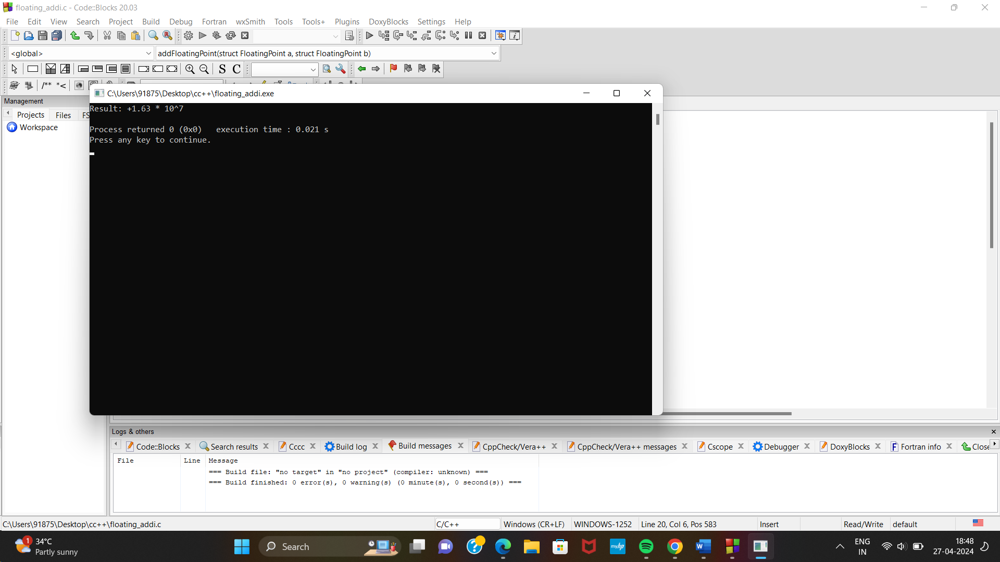 floating_addi.c - Code::Blocks 20.03
File Edit View Search Project Build Debug Fortran wxSmith Tools Tools+ Plugins DoxyBlocks Settings Help
<global> addFloatingPoint(struct FloatingPoint a, struct FloatingPoint b)
S C
/** *<
C:\Users\91875\Desktop\cc++\floating_addi.exe
Management
Projects Files FS
Workspace
Result: +1.63 * 10^7
Process returned 0 (0x0) execution time : 0.021 s
Press any key to continue.
Logs & others
Code::Blocks Search results Cccc Build log Build messages CppCheck/Vera++ CppCheck/Vera++ messages Cscope Debugger DoxyBlocks Fortran info Close
File Line Message
=== Build file: "no target" in "no project" (compiler: unknown) ===
=== Build finished: 0 error(s), 0 warning(s) (0 minute(s), 0 second(s)) ===
C:\Users\91875\Desktop\cc++\floating_addi.c C/C++ Windows (CR+LF) WINDOWS-1252 Line 20, Col 6, Pos 583 Insert Read/Write default
1 34°C
Partly sunny
Search
myhp
ENG
IN
18:48
27-04-2024